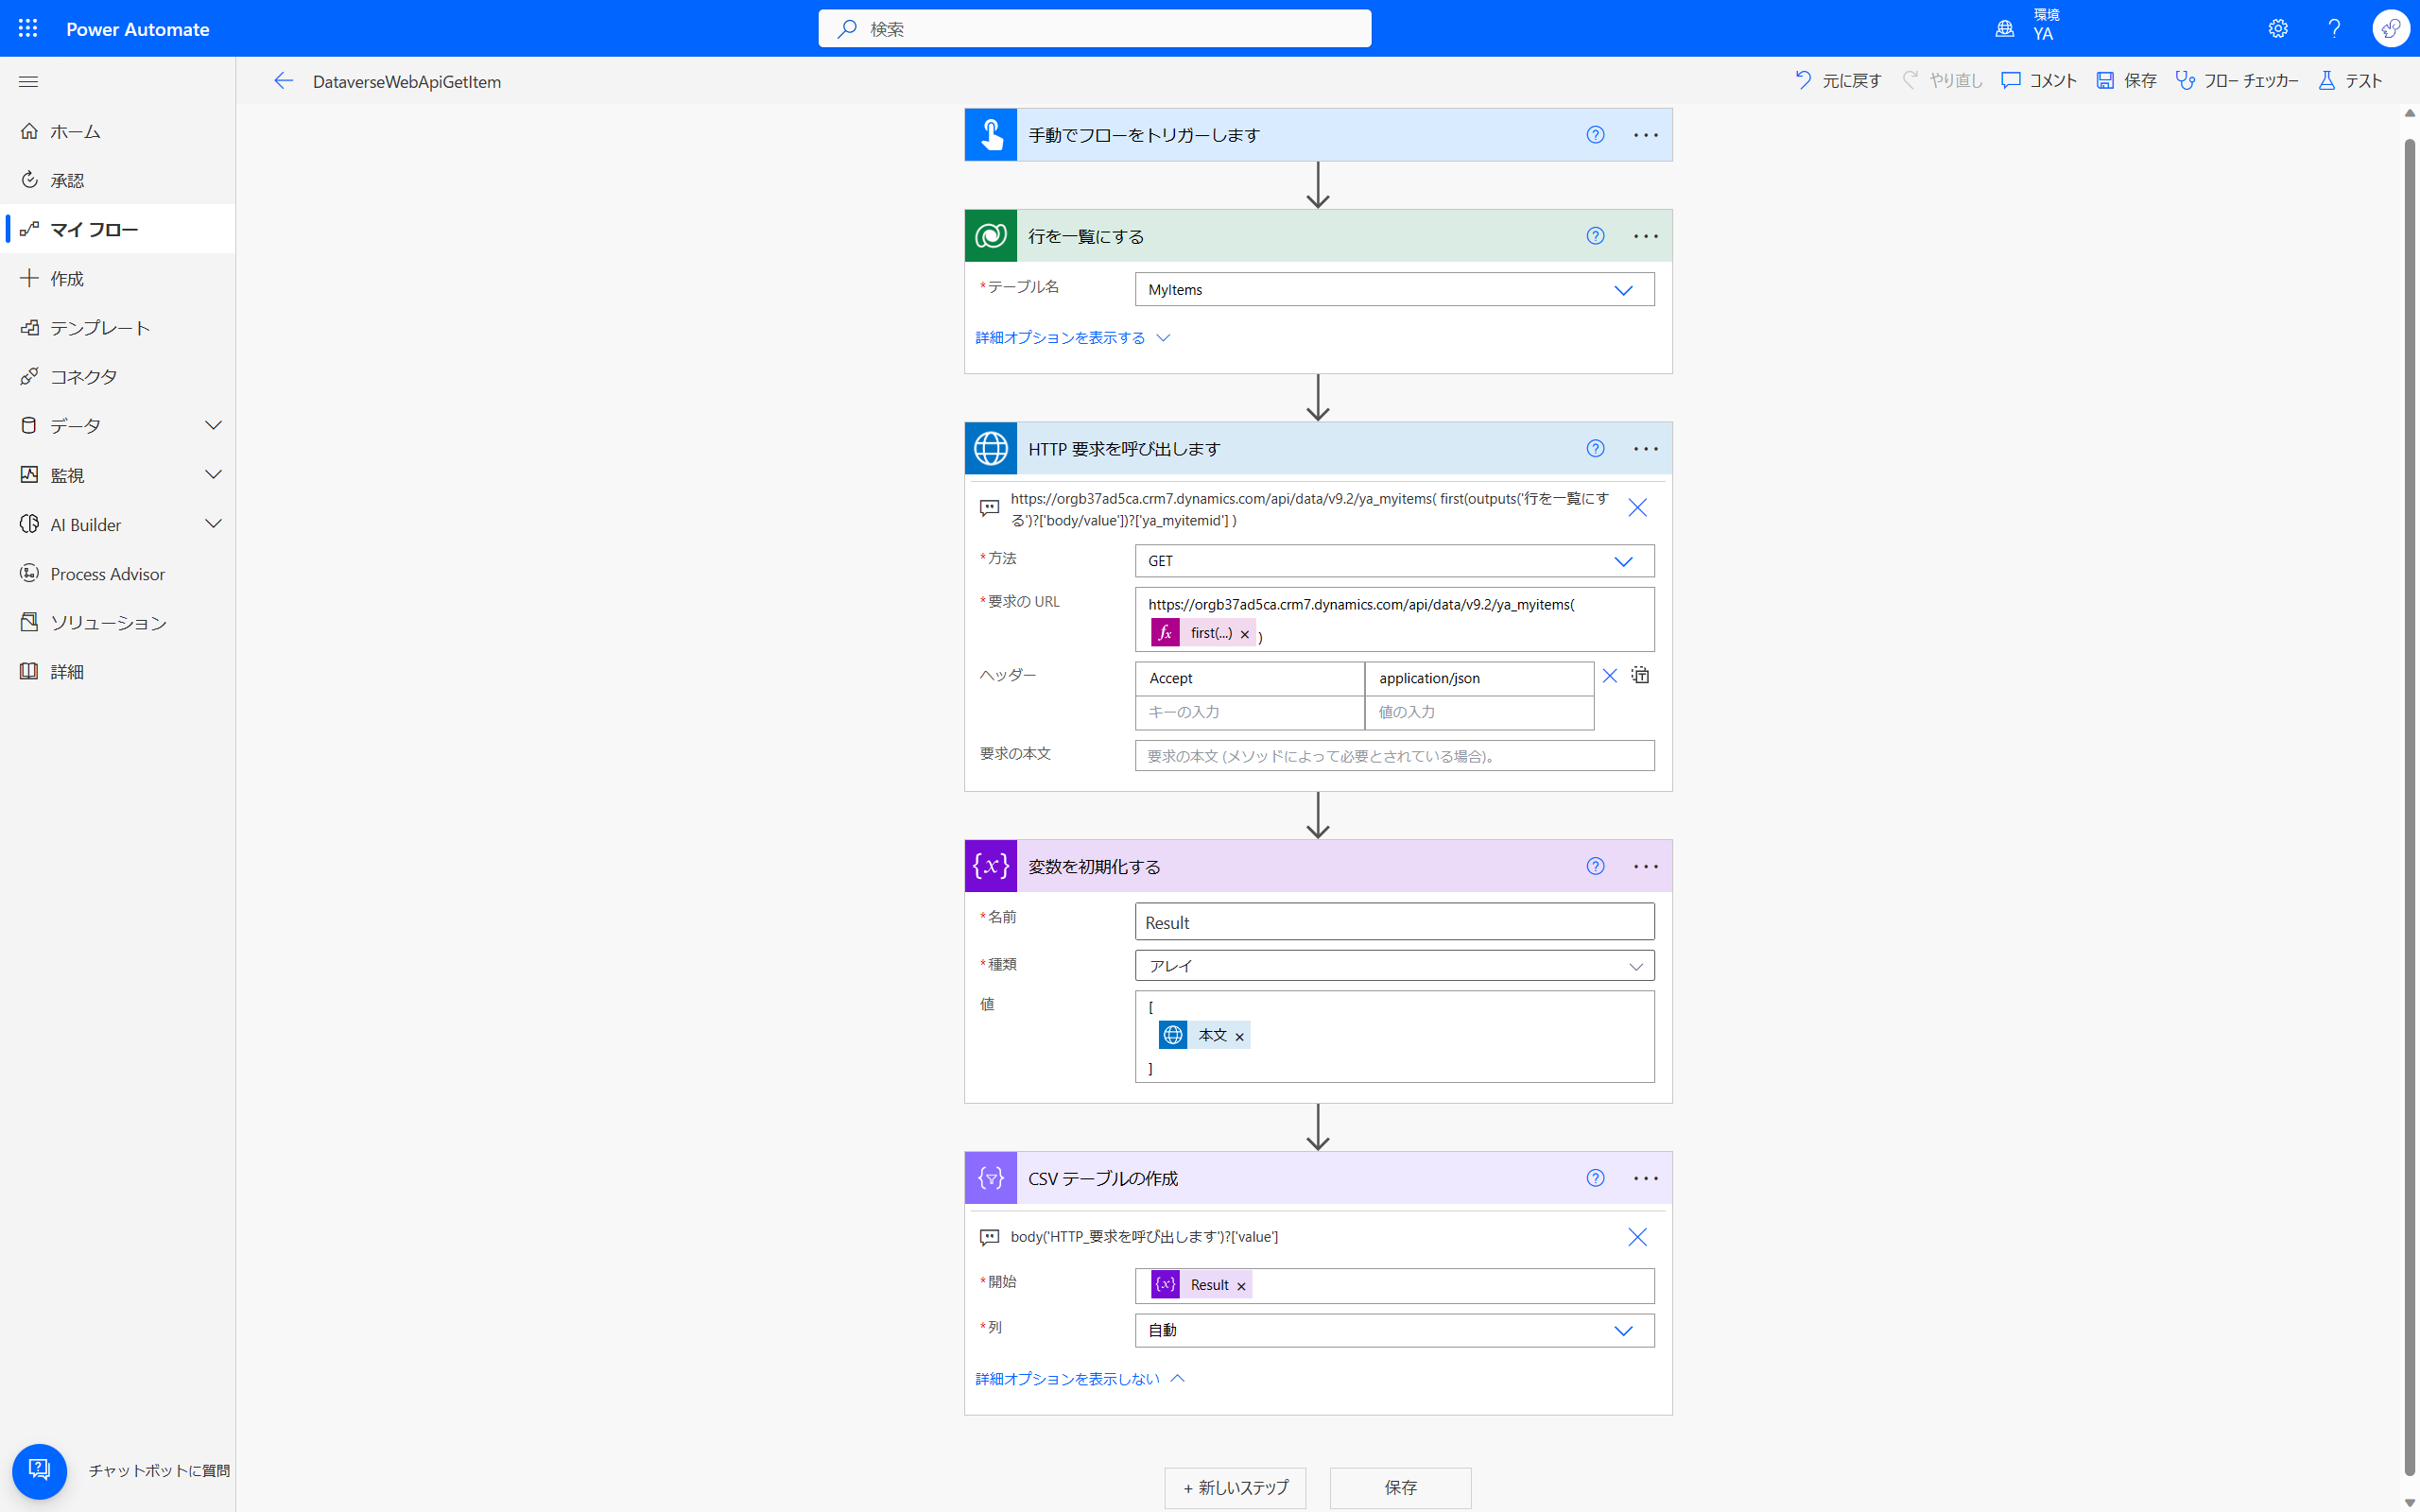 Power Automate
検索
環境
YA
DataverseWebApiGetItem
元に戻す
やり直し
コメント
保存
フロー チェッカー
テスト
ホーム
承認
マイ フロー
作成
テンプレート
コネクタ
データ
監視
AI Builder
Process Advisor
ソリューション
詳細
チャットボットに質問
手動でフローをトリガーします
行を一覧にする
*テーブル名
MyItems
詳細オプションを表示する
HTTP 要求を呼び出します
https://orgb37ad5ca.crm7.dynamics.com/api/data/v9.2/ya_myitems( first(outputs('行を一覧にす
る')?['body/value'])?['ya_myitemid'] )
*方法
GET
*要求の URL
https://orgb37ad5ca.crm7.dynamics.com/api/data/v9.2/ya_myitems(
fx first(...) × )
ヘッダー
Accept
application/json
キーの入力
値の入力
要求の本文
要求の本文 (メソッドによって必要とされている場合)。
変数を初期化する
*名前
Result
*種類
アレイ
値
[
本文 ×
]
CSV テーブルの作成
body('HTTP_要求を呼び出します')?['value']
*開始
{x} Result ×
*列
自動
詳細オプションを表示しない
+ 新しいステップ
保存